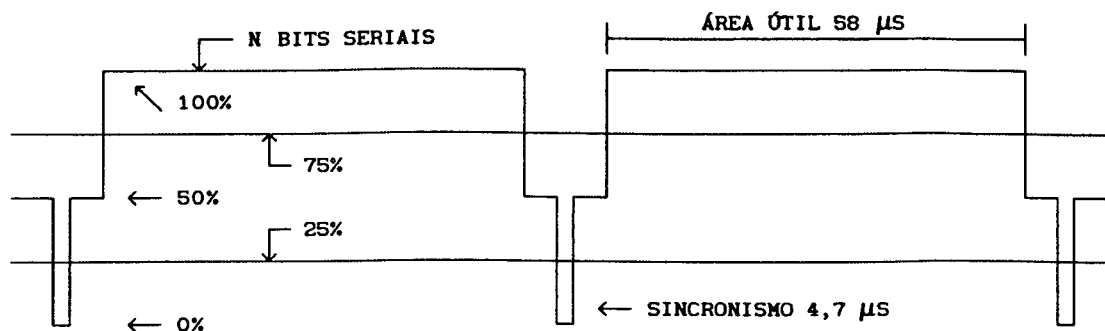 ÁREA ÚTIL 58 µS
N BITS SERIAIS
100%
75%
50%
25%
SINCRONISMO 4,7 µS
0%